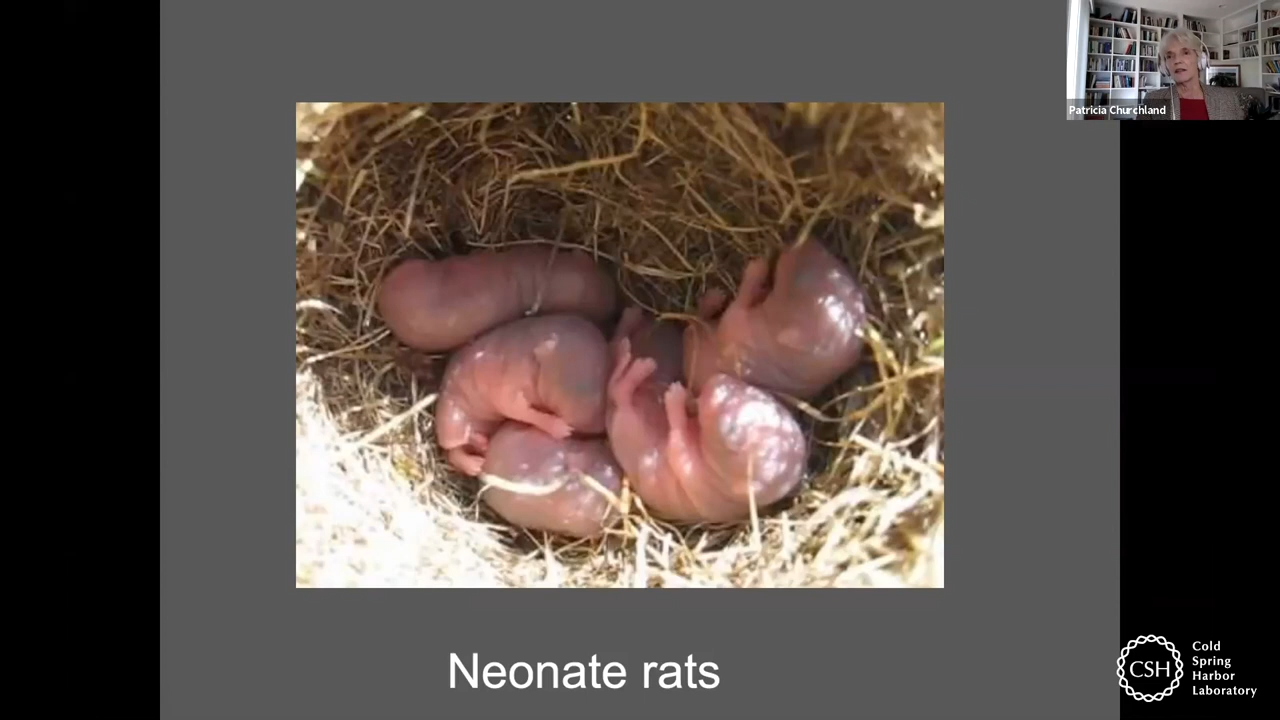 Patricia Churchland
Neonate rats
CSH
Cold
Spring
Harbor
Laboratory